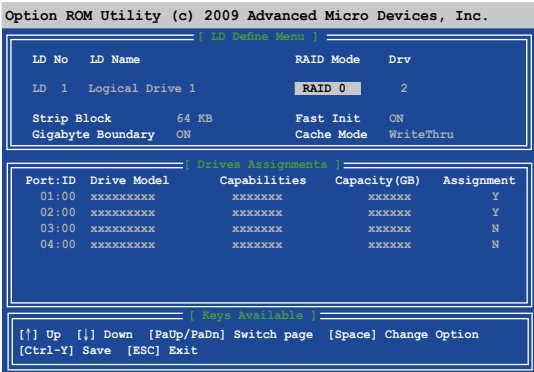 Option ROM Utility (c) 2009 Advanced Micro Devices, Inc.
[ LD Define Menu ]
LD No LD Name RAID Mode Drv
LD 1 Logical Drive 1 RAID 0 2
Strip Block 64 KB Fast Init ON
Gigabyte Boundary ON Cache Mode WriteThru
[ Drives Assignments ]
Port:ID Drive Model Capabilities Capacity(GB) Assignment
01:00 xxxxxxxxx xxxxxxx xxxxxx Y
02:00 xxxxxxxxx xxxxxxx xxxxxx Y
03:00 xxxxxxxxx xxxxxxx xxxxxx N
04:00 xxxxxxxxx xxxxxxx xxxxxx N
[ Keys Available ]
[↑] Up [↓] Down [PaUp/PaDn] Switch page [Space] Change Option
[Ctrl-Y] Save [ESC] Exit